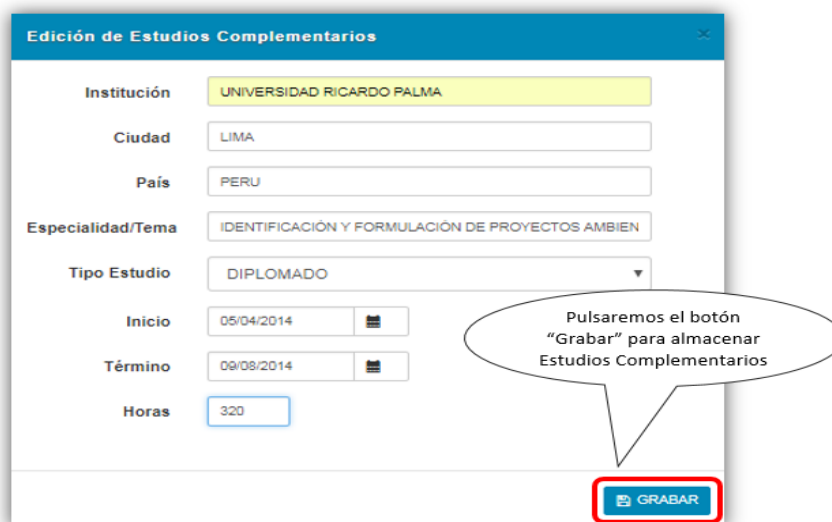 Edición de Estudios Complementarios ×
Institución UNIVERSIDAD RICARDO PALMA
Ciudad LIMA
País PERU
Especialidad/Tema IDENTIFICACIÓN Y FORMULACIÓN DE PROYECTOS AMBIEN
Tipo Estudio DIPLOMADO
Inicio 05/04/2014
Término 09/08/2014
Horas 320
Pulsaremos el botón
“Grabar” para almacenar
Estudios Complementarios
GRABAR